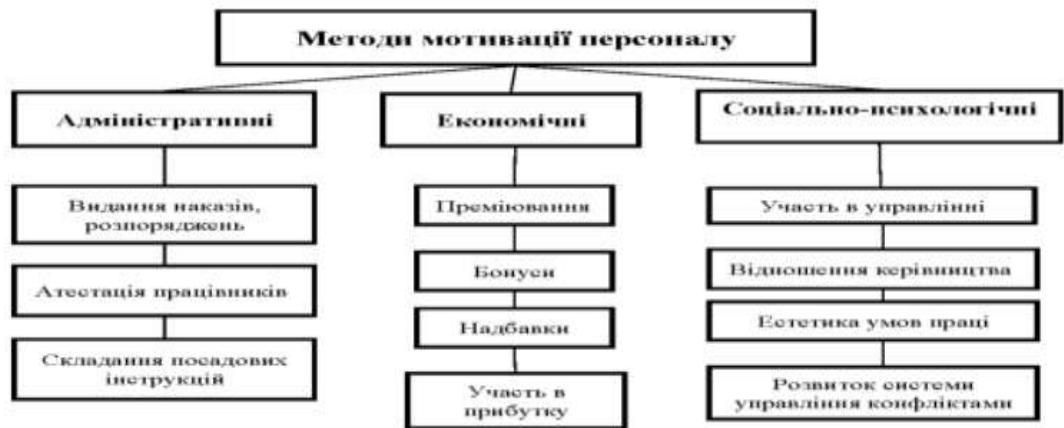 Методи мотивації персоналу
Адміністративні
Економічні
Соціально-психологічні
Видання наказів,
розпоряджень
Атестація працівників
Складання посадових
інструкцій
Преміювання
Бонуси
Надбавки
Участь в
прибутку
Участь в управлінні
Відношення керівництва
Естетика умов праці
Розвиток системи
управління конфліктами